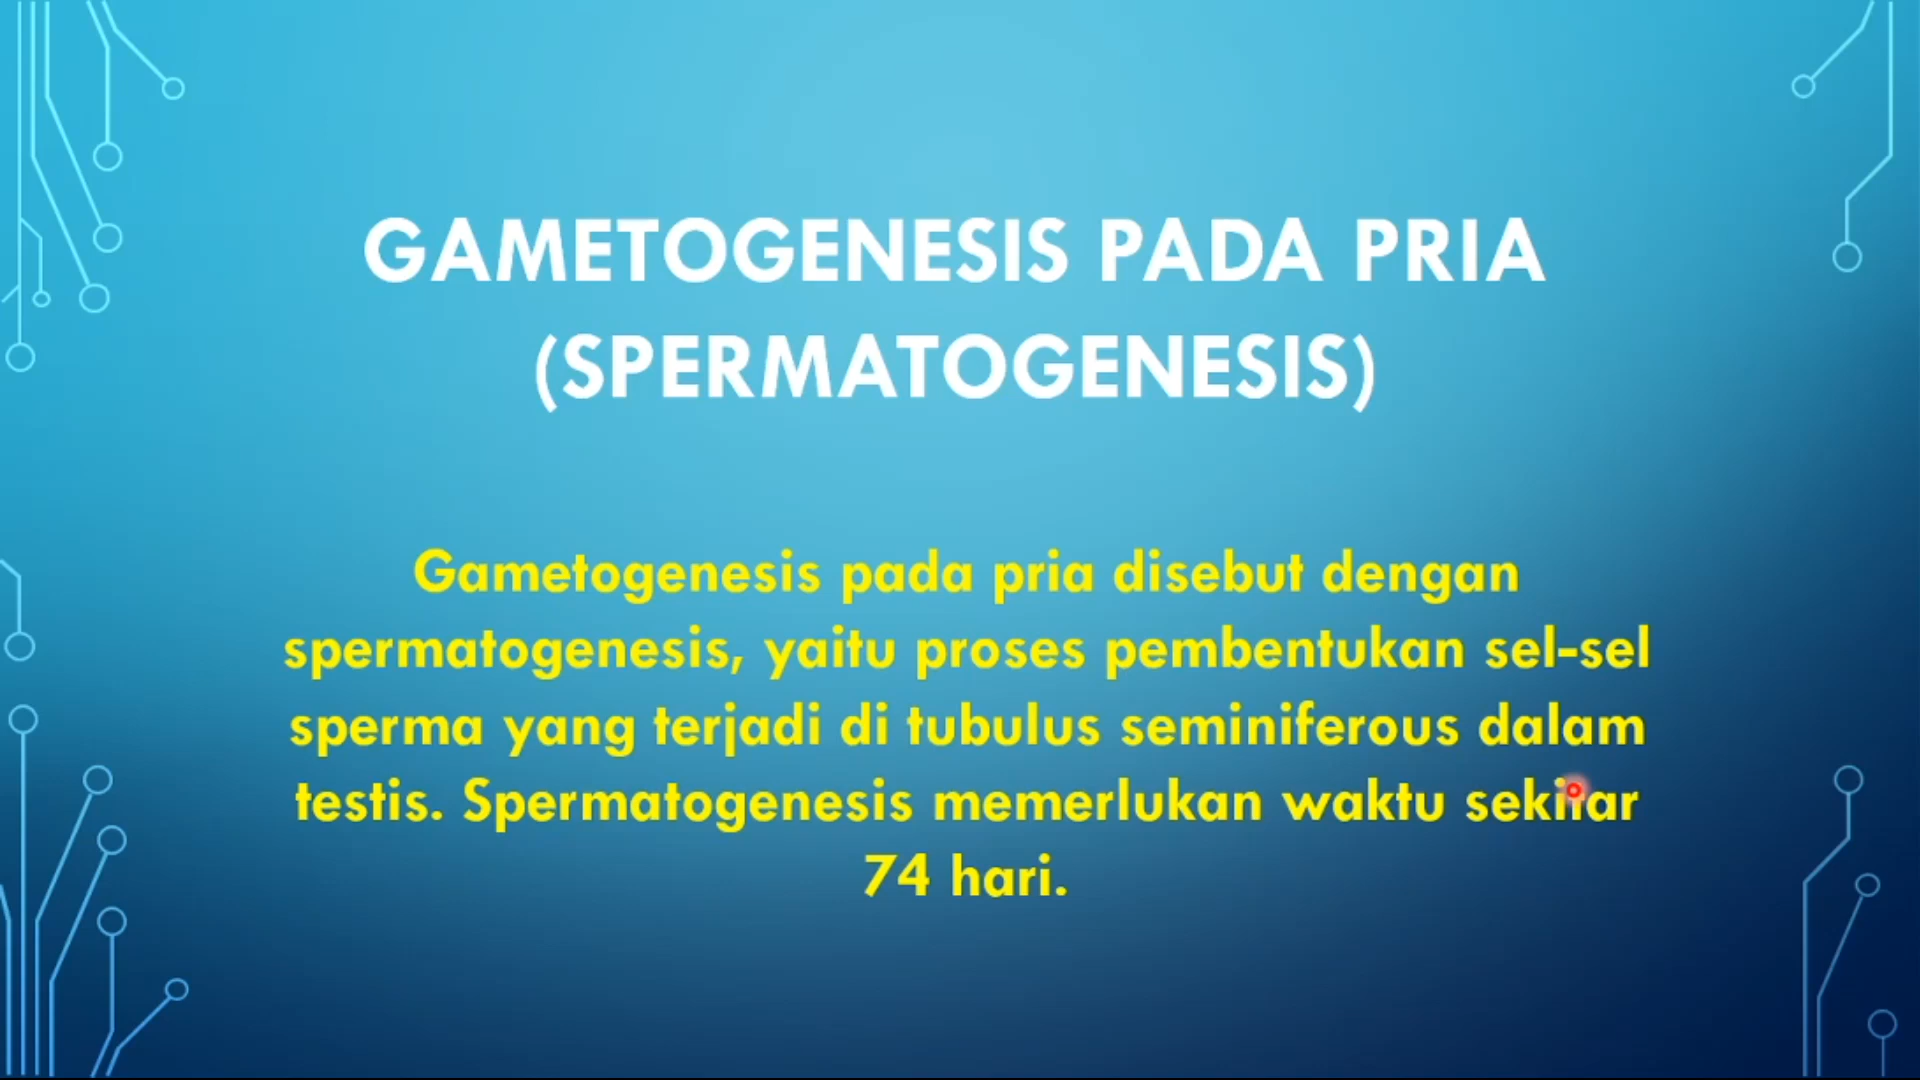 GAMETOGENESIS PADA PRIA
(SPERMATOGENESIS)
Gametogenesis pada pria disebut dengan
spermatogenesis, yaitu proses pembentukan sel-sel
sperma yang terjadi di tubulus seminiferous dalam
testis. Spermatogenesis memerlukan waktu sekitar
74 hari.